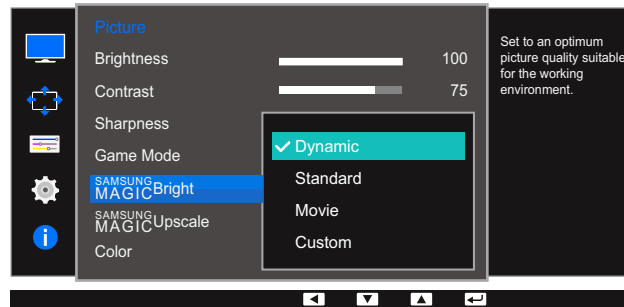 Picture
Brightness 100
Contrast 75
Sharpness
Game Mode
SAMSUNG
MAGICBright
SAMSUNG
MAGICUpscale
Color
Dynamic
Standard
Movie
Custom
Set to an optimum
picture quality suitable
for the working
environment.